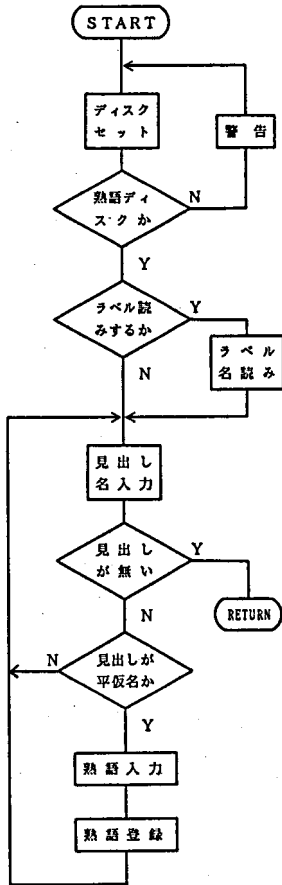 START
ディスク
セット
警告
熟語ディ
スクか
N
Y
ラベル読
みするか
Y
ラベル
名読み
N
見出し
名入力
見出し
が無い
Y
RETURN
N
見出しが
平仮名か
N
Y
熟語入力
熟語登録